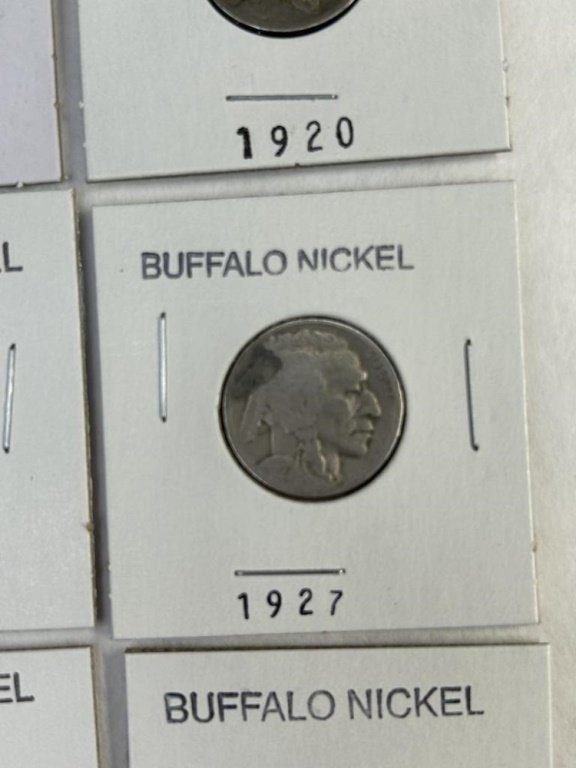 1920
L
BUFFALO NICKEL
1927
EL
BUFFALO NICKEL